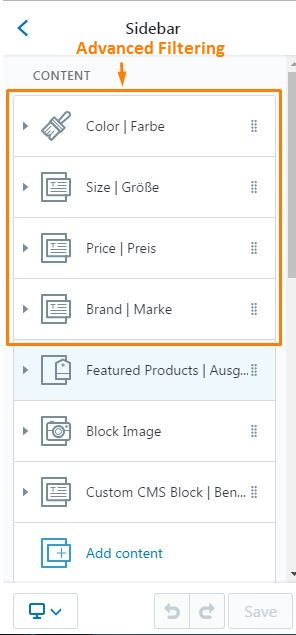 Sidebar
Advanced Filtering
CONTENT
Color | Farbe
Size | Größe
Price | Preis
Brand | Marke
Featured Products | Ausg...
Block Image
Custom CMS Block | Ben...
Add content
Save